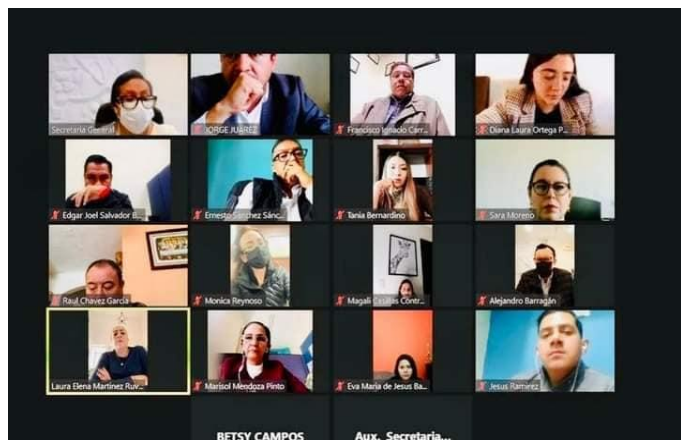 Secretaria General
JORGE JUAREZ
Francisco Ignacio Carr...
Diana Laura Ortega P...
Edgar Joel Salvador B...
Ernesto Sánchez Sánc...
Tania Bernardino
Sara Moreno
Raul Chavez Garcia
Monica Reynoso
Magali Casillas Contr...
Alejandro Barragán
Laura Elena Martínez Ruv...
Marisol Mendoza Pinto
Eva Maria de Jesus Ba...
Jesus Ramirez
BETSY CAMPOS
Aux. Secretaria...